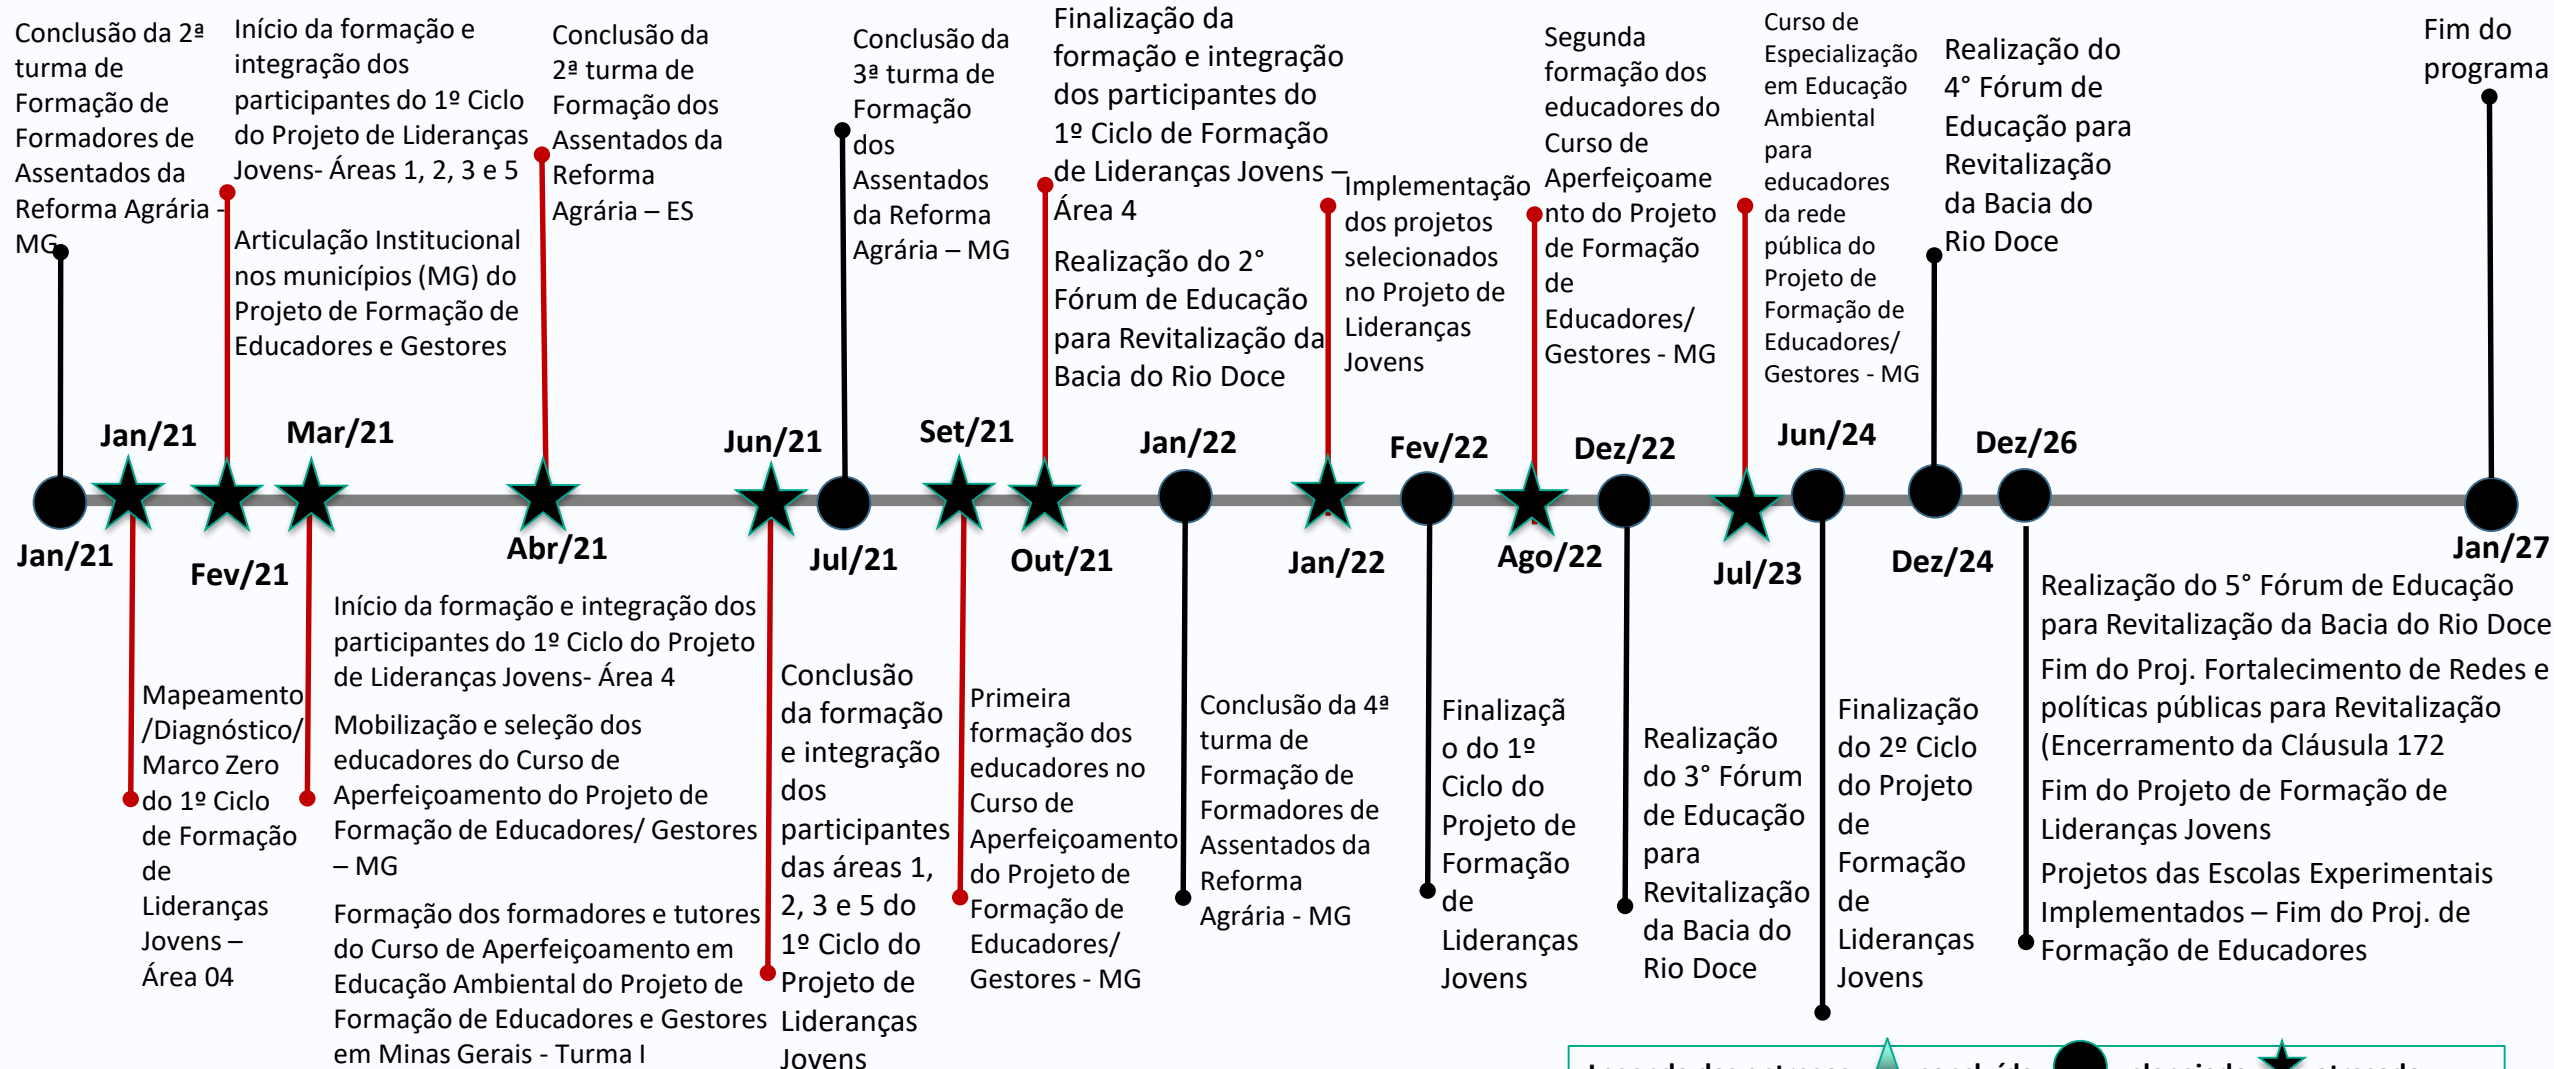 Conclusão da 2ª
turma de
Formação de
Formadores de
Assentados da
Reforma Agrária -
MG
Início da formação e
integração dos
participantes do 1º Ciclo
do Projeto de Lideranças
Jovens- Áreas 1, 2, 3 e 5
Articulação Institucional
nos municípios (MG) do
Projeto de Formação de
Educadores e Gestores
Conclusão da
2ª turma de
Formação dos
Assentados da
Reforma
Agrária – ES
Conclusão da
3ª turma de
Formação
dos
Assentados
da Reforma
Agrária – MG
Finalização da
formação e integração
dos participantes do
1º Ciclo de Formação
de Lideranças Jovens –
Área 4
Realização do 2°
Fórum de Educação
para Revitalização da
Bacia do Rio Doce
Implementação
dos projetos
selecionados
no Projeto de
Lideranças
Jovens
Segunda
formação dos
educadores do
Curso de
Aperfeiçoame
nto do Projeto
de Formação
de
Educadores/
Gestores - MG
Curso de
Especialização
em Educação
Ambiental
para
educadores
da rede
pública do
Projeto de
Formação de
Educadores/
Gestores - MG
Realização do
4° Fórum de
Educação para
Revitalização
da Bacia do
Rio Doce
Fim do
programa
Jan/21
Mar/21
Jun/21
Set/21
Jan/22
Fev/22
Dez/22
Jun/24
Dez/26
Jan/21
Fev/21
Abr/21
Jul/21
Out/21
Jan/22
Ago/22
Jul/23
Dez/24
Jan/27
Mapeamento
/Diagnóstico/
Marco Zero
do 1º Ciclo
de Formação
de
Lideranças
Jovens –
Área 04
Início da formação e integração dos
participantes do 1º Ciclo do Projeto
de Lideranças Jovens- Área 4
Mobilização e seleção dos
educadores do Curso de
Aperfeiçoamento do Projeto de
Formação de Educadores/ Gestores
– MG
Formação dos formadores e tutores
do Curso de Aperfeiçoamento em
Educação Ambiental do Projeto de
Formação de Educadores e Gestores
em Minas Gerais - Turma I
Conclusão
da formação
e integração
dos
participantes
das áreas 1,
2, 3 e 5 do
1º Ciclo do
Projeto de
Lideranças
Jovens
Primeira
formação dos
educadores no
Curso de
Aperfeiçoamento
do Projeto de
Formação de
Educadores/
Gestores - MG
Conclusão da 4ª
turma de
Formação de
Formadores de
Assentados da
Reforma
Agrária - MG
Finalizaçã
o do 1º
Ciclo do
Projeto de
Formação
de
Lideranças
Jovens
Realização
do 3° Fórum
de Educação
para
Revitalização
da Bacia do
Rio Doce
Finalização
do 2º Ciclo
do Projeto
de
Formação
de
Lideranças
Jovens
Realização do 5° Fórum de Educação
para Revitalização da Bacia do Rio Doce
Fim do Proj. Fortalecimento de Redes e
políticas públicas para Revitalização
(Encerramento da Cláusula 172
Fim do Projeto de Formação de
Lideranças Jovens
Projetos das Escolas Experimentais
Implementados – Fim do Proj. de
Formação de Educadores